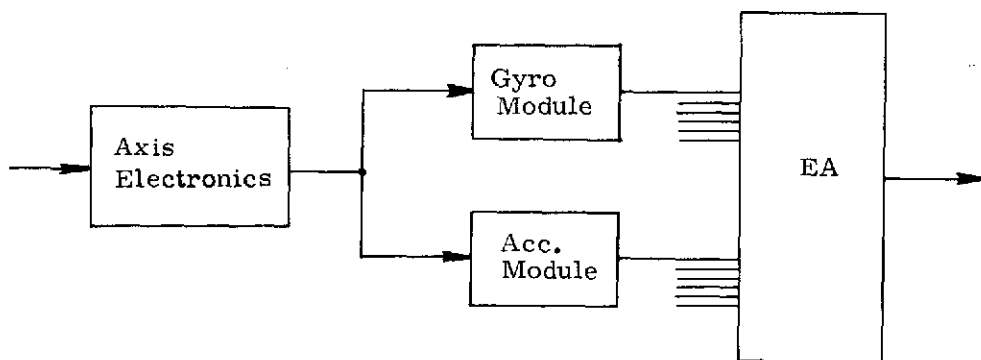 Axis
Electronics
Gyro
Module
Acc.
Module
EA